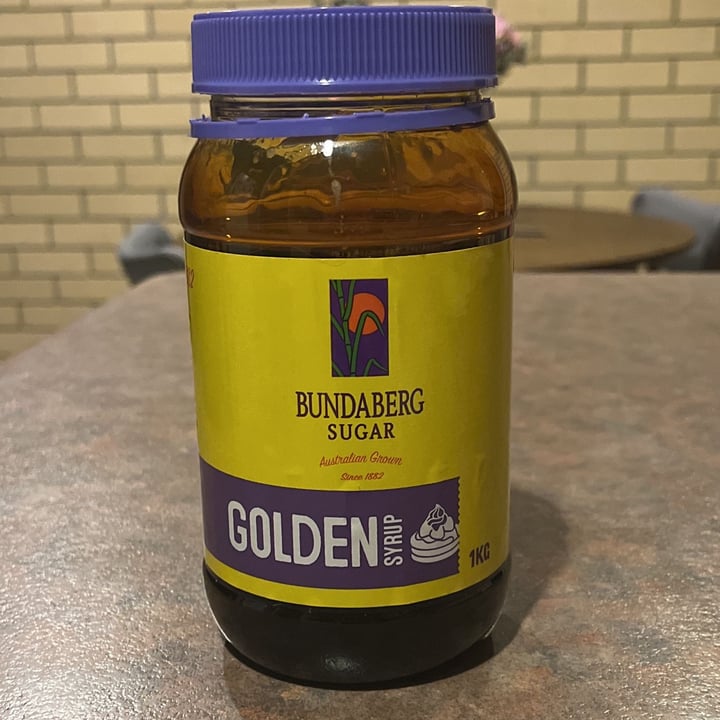 BUNDABERG
SUGAR
Australian Grown
Since 1882
GOLDEN SYRUP
1KG